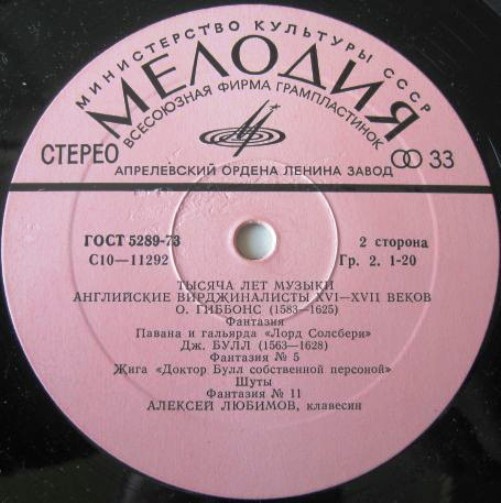 МИНИСТЕРСТВО КУЛЬТУРЫ СССР
МЕЛОДИЯ
ВСЕСОЮЗНАЯ ФИРМА ГРАМПЛАСТИНОК
СТЕРЕО 33
АПРЕЛЕВСКИЙ ОРДЕНА ЛЕНИНА ЗАВОД
ГОСТ 5289-73 2 сторона
С10—11292 Гр. 2. 1-20
ТЫСЯЧА ЛЕТ МУЗЫКИ
АНГЛИЙСКИЕ ВИРДЖИНАЛИСТЫ XVI—XVII ВЕКОВ
О. ГИББОНС (1583—1625)
Фантазия
Павана и гальярда «Лорд Солсбери»
Дж. БУЛЛ (1563—1628)
Фантазия № 5
Жига «Доктор Булл собственной персоной»
Шуты
Фантазия № 11
АЛЕКСЕЙ ЛЮБИМОВ, клавесин